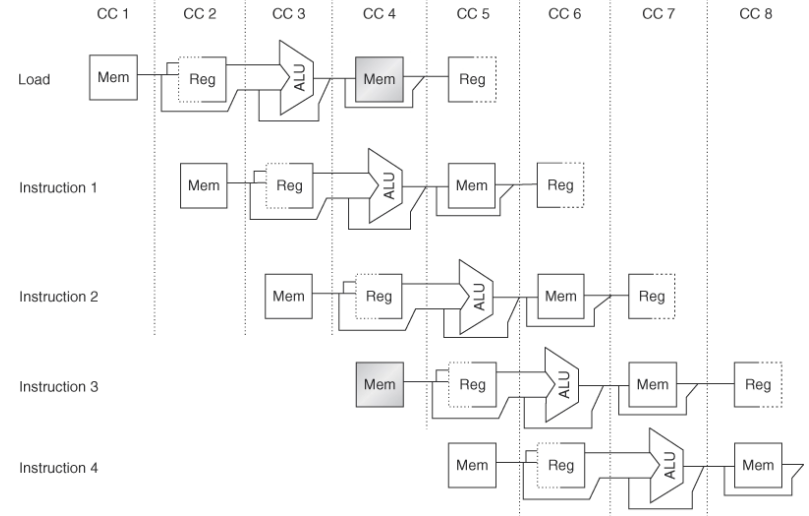 CC 1 CC 2 CC 3 CC 4 CC 5 CC 6 CC 7 CC 8
Load Mem Reg ALU Mem Reg
Instruction 1 Mem Reg ALU Mem Reg
Instruction 2 Mem Reg ALU Mem Reg
Instruction 3 Mem Reg ALU Mem Reg
Instruction 4 Mem Reg ALU Mem